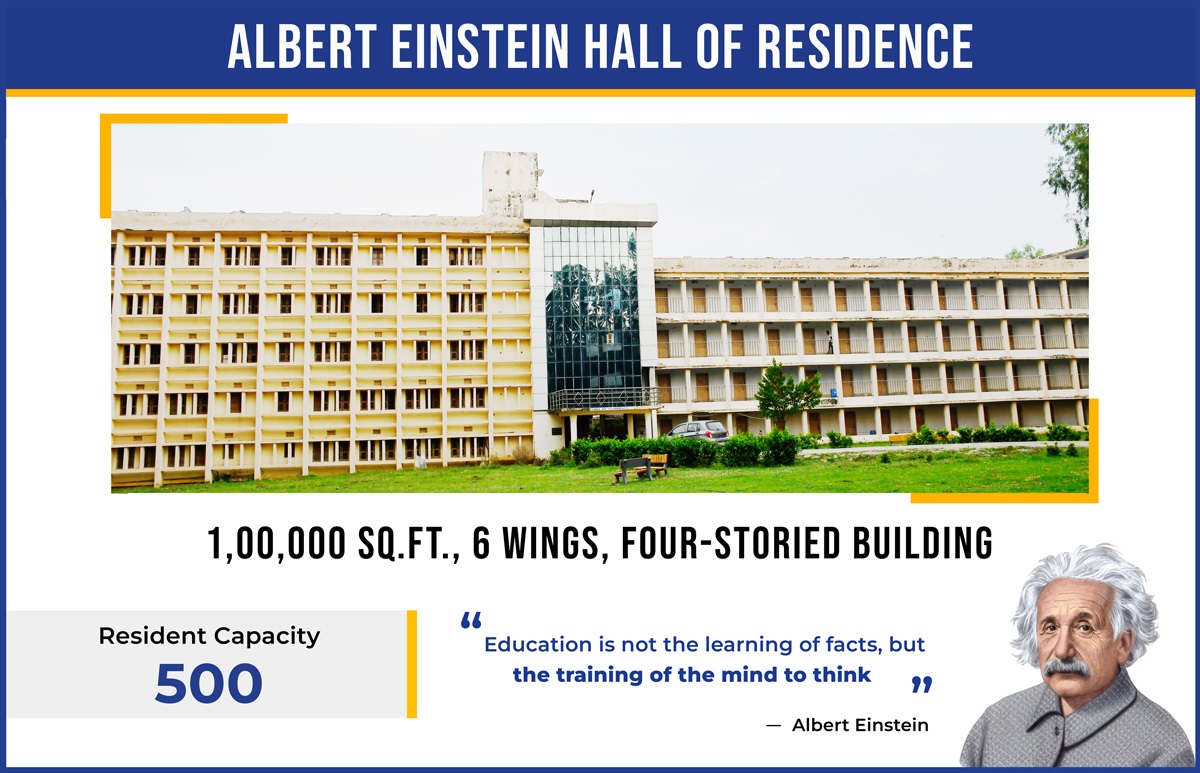 ALBERT EINSTEIN HALL OF RESIDENCE
1,00,000 SQ.FT., 6 WINGS, FOUR-STORIED BUILDING
Resident Capacity
500
“Education is not the learning of facts, but
the training of the mind to think”
— Albert Einstein